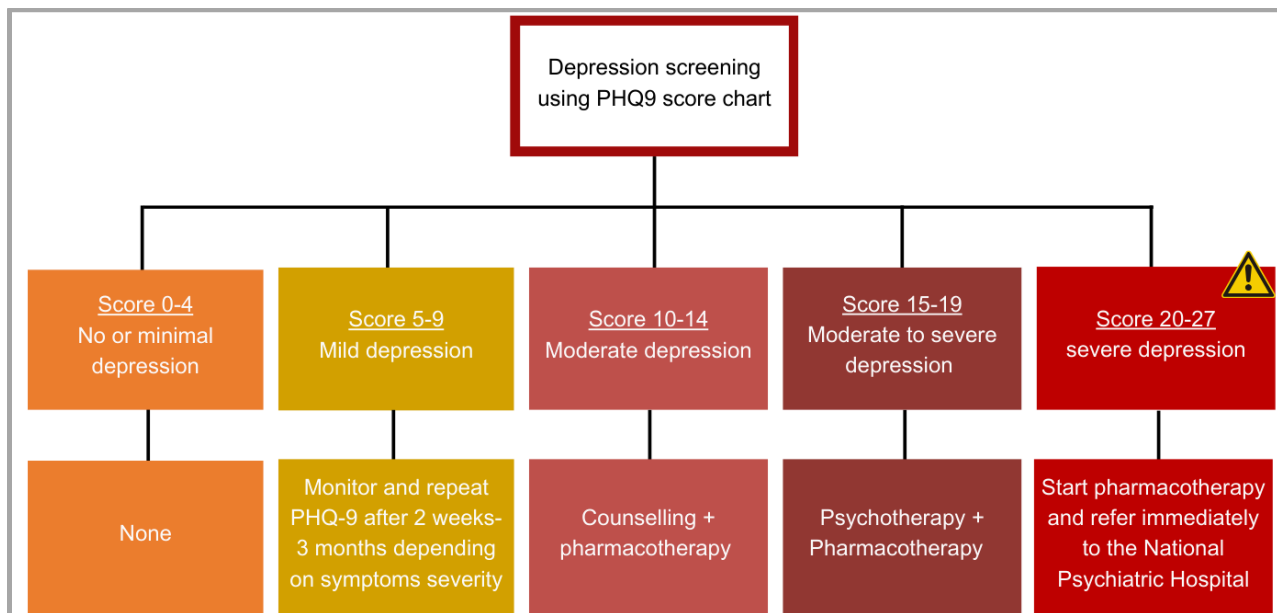 Depression screening
using PHQ9 score chart
Score 0-4
No or minimal
depression
Score 5-9
Mild depression
Score 10-14
Moderate depression
Score 15-19
Moderate to severe
depression
Score 20-27
severe depression
None
Monitor and repeat
PHQ-9 after 2 weeks-
3 months depending
on symptoms severity
Counselling +
pharmacotherapy
Psychotherapy +
Pharmacotherapy
Start pharmacotherapy
and refer immediately
to the National
Psychiatric Hospital